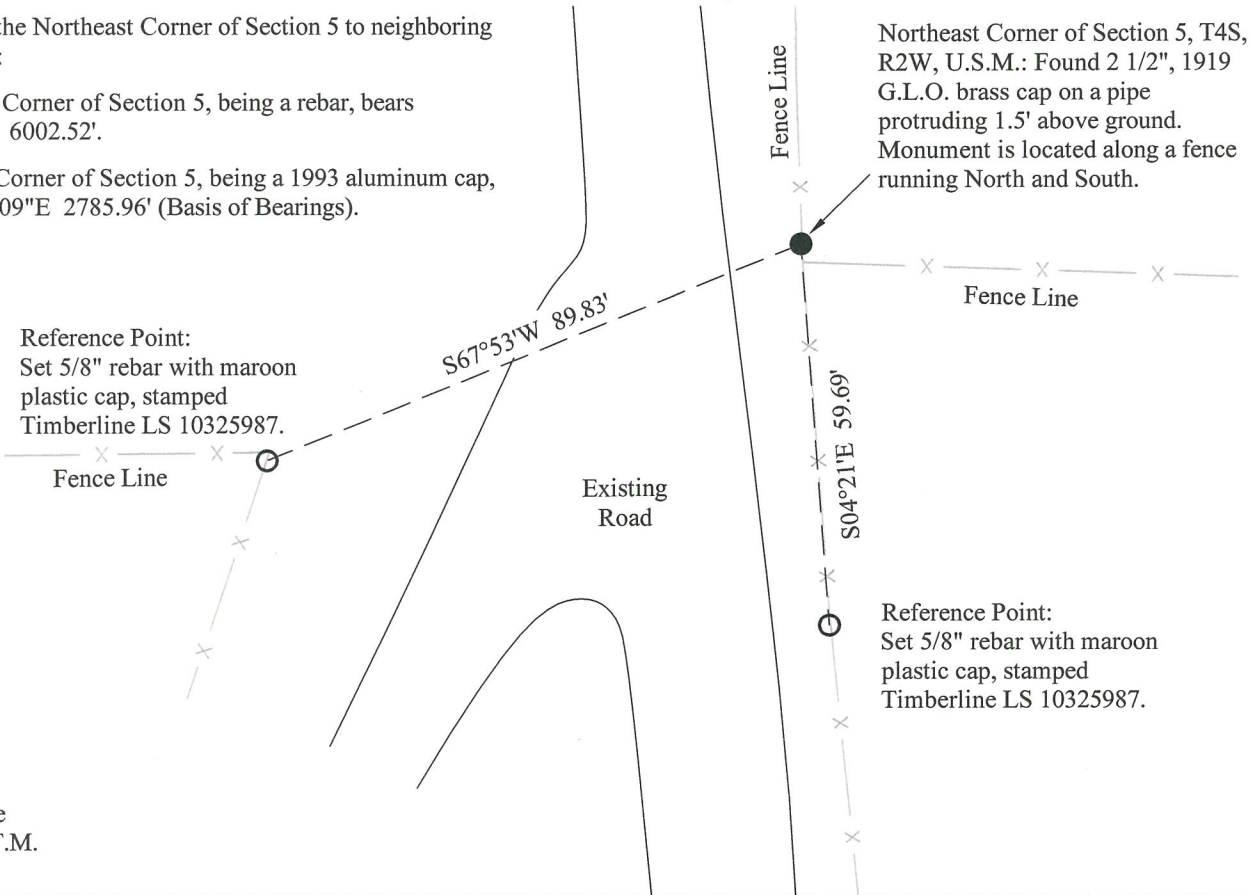 the Northeast Corner of Section 5 to neighboring
:
Corner of Section 5, being a rebar, bears
6002.52'.
Corner of Section 5, being a 1993 aluminum cap,
09"E 2785.96' (Basis of Bearings).
Fence Line
Northeast Corner of Section 5, T4S,
R2W, U.S.M.: Found 2 1/2", 1919
G.L.O. brass cap on a pipe
protruding 1.5' above ground.
Monument is located along a fence
running North and South.
Fence Line
S67°53'W 89.83'
Reference Point:
Set 5/8" rebar with maroon
plastic cap, stamped
Timberline LS 10325987.
Fence Line
Existing
Road
S04°21'E 59.69'
Reference Point:
Set 5/8" rebar with maroon
plastic cap, stamped
Timberline LS 10325987.
e
T.M.